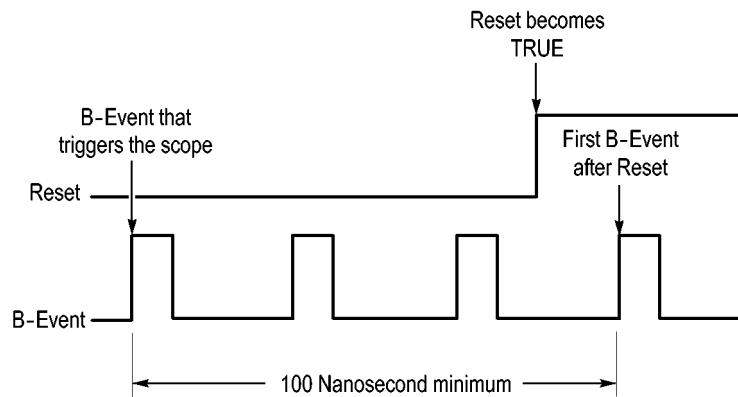 Reset becomes
TRUE
B-Event that
triggers the scope
First B-Event
after Reset
Reset
B-Event
100 Nanosecond minimum